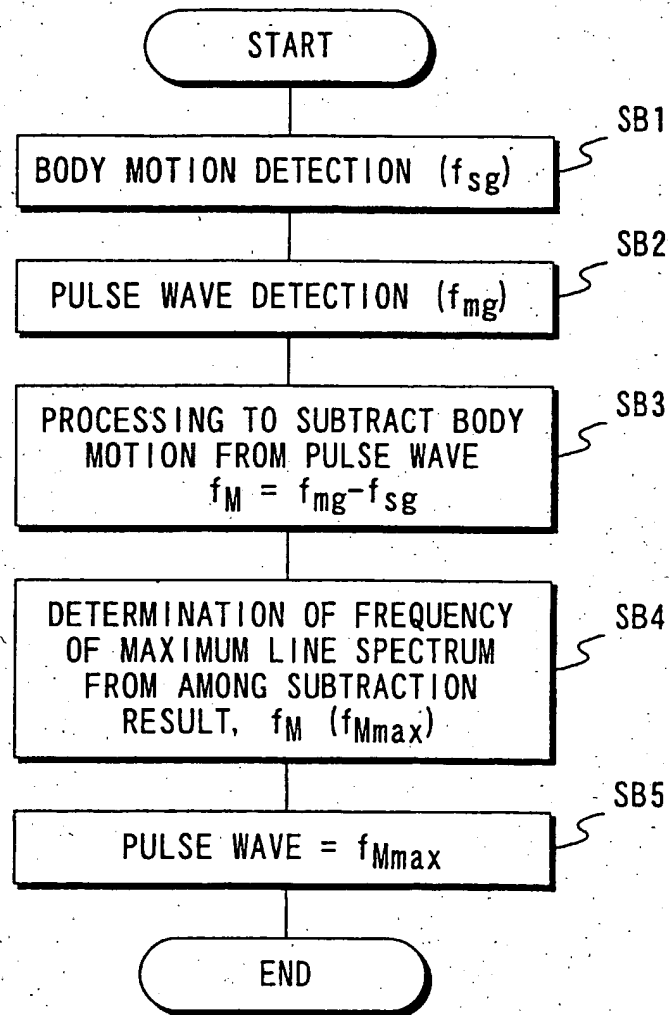 START
SB1
BODY MOTION DETECTION (fsg)
SB2
PULSE WAVE DETECTION (fmg)
SB3
PROCESSING TO SUBTRACT BODY
MOTION FROM PULSE WAVE
fM = fmg-fsg
SB4
DETERMINATION OF FREQUENCY
OF MAXIMUM LINE SPECTRUM
FROM AMONG SUBTRACTION
RESULT, fM (fMmax)
SB5
PULSE WAVE = fMmax
END